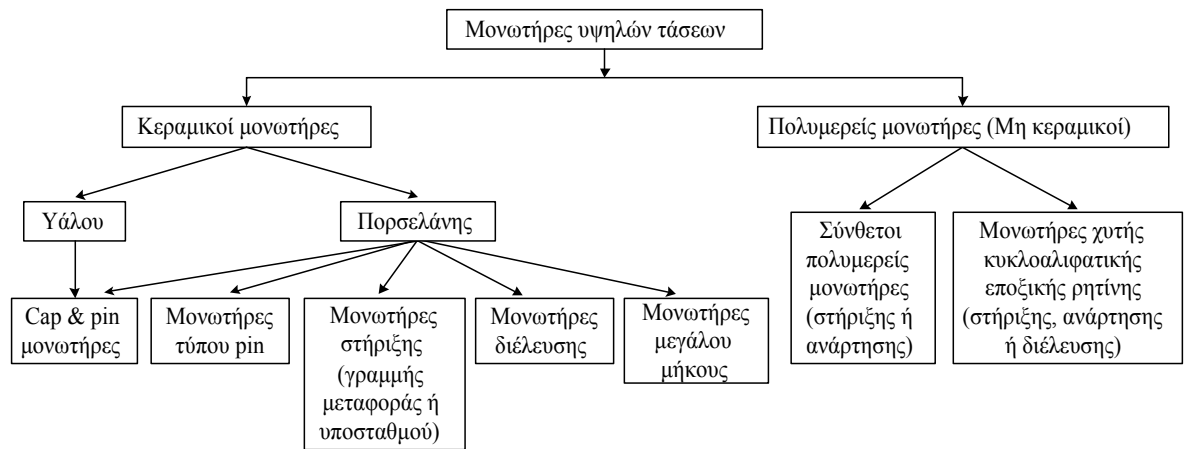 Μονωτήρες υψηλών τάσεων
Κεραμικοί μονωτήρες
Πολυμερείς μονωτήρες (Μη κεραμικοί)
Υάλου
Πορσελάνης
Σύνθετοι
πολυμερείς
μονωτήρες
(στήριξης ή
ανάρτησης)
Μονωτήρες χυτής
κυκλοαλιφατικής
εποξικής ρητίνης
(στήριξης, ανάρτησης
ή διέλευσης)
Cap & pin
μονωτήρες
Μονωτήρες
τύπου pin
Μονωτήρες
στήριξης
(γραμμής
μεταφοράς ή
υποσταθμού)
Μονωτήρες
διέλευσης
Μονωτήρες
μεγάλου
μήκους